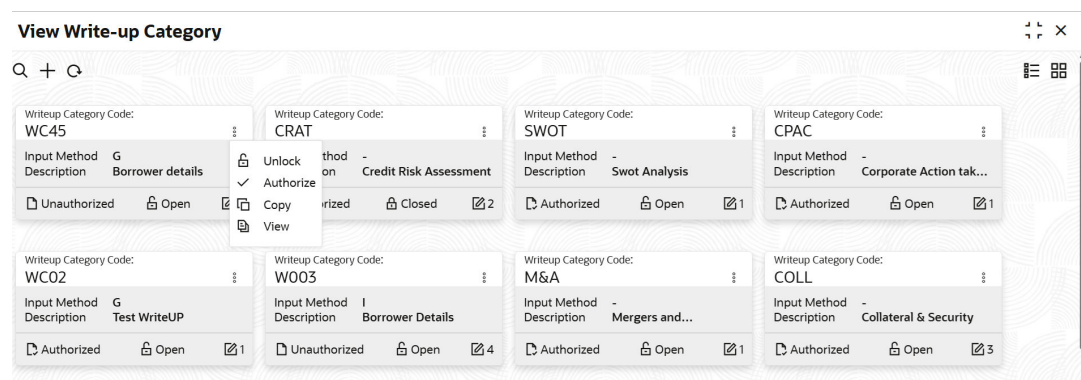 View Write-up Category
Writeup Category Code:
WC45
Input Method G
Description Borrower details
Unauthorized Open
Unlock
Authorize
Copy
View
Writeup Category Code:
CRAT
-
Credit Risk Assessment
Closed 2
Writeup Category Code:
SWOT
Input Method -
Description Swot Analysis
Authorized Open 1
Writeup Category Code:
CPAC
Input Method -
Description Corporate Action tak...
Authorized Open 1
Writeup Category Code:
WC02
Input Method G
Description Test WriteUP
Authorized Open 1
Writeup Category Code:
W003
Input Method I
Description Borrower Details
Unauthorized Open 4
Writeup Category Code:
M&A
Input Method -
Description Mergers and...
Authorized Open 1
Writeup Category Code:
COLL
Input Method -
Description Collateral & Security
Authorized Open 3